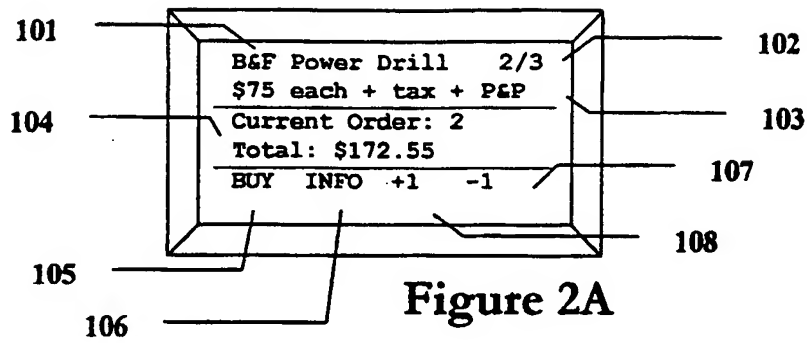 101
102
B&F Power Drill 2/3
$75 each + tax + P&P
103
104
Current Order: 2
Total: $172.55
107
BUY INFO +1 -1
108
105
106
Figure 2A